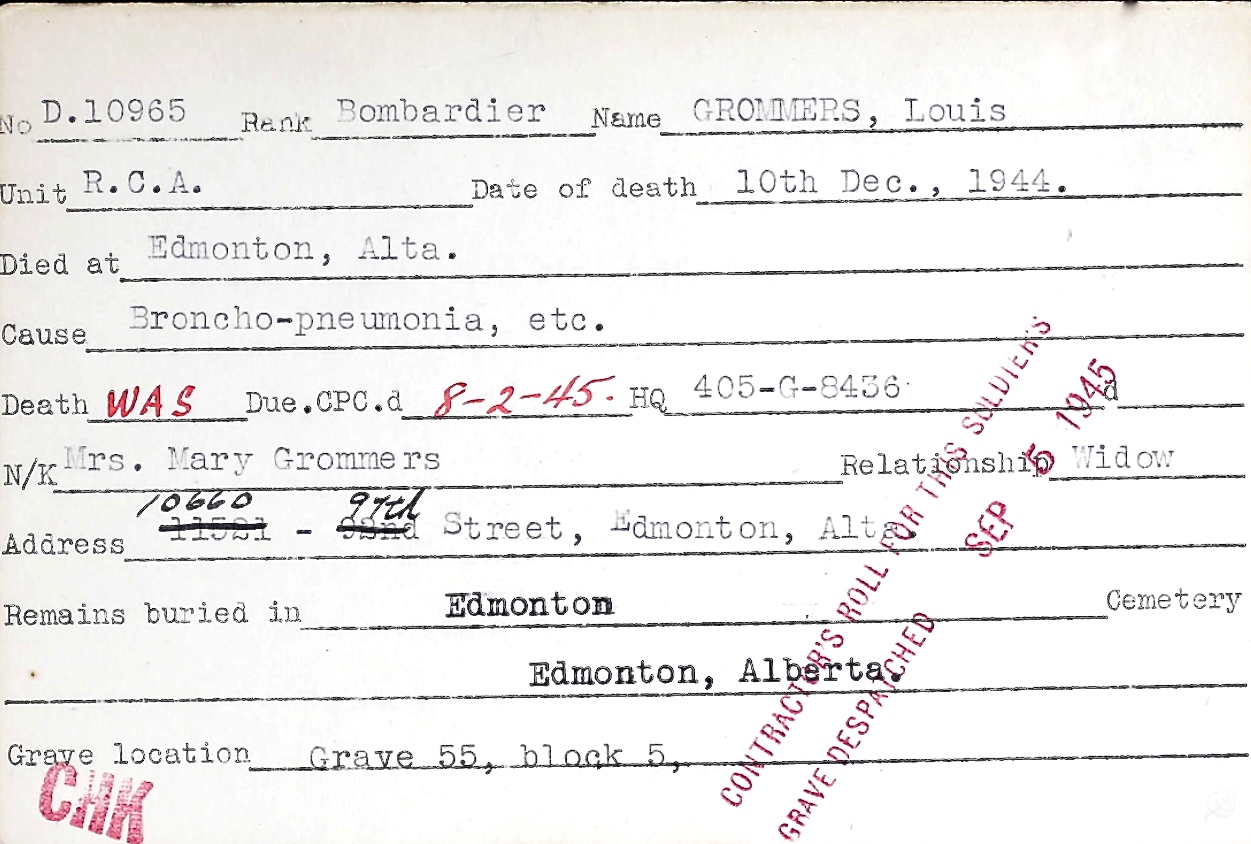 No D.10965 Rank Bombardier Name GROMMERS, Louis
Unit R.C.A. Date of death 10th Dec., 1944.
Died at Edmonton, Alta.
Cause Broncho-pneumonia, etc.
Death WAS Due.CPC.d 8-2-45. HQ 405-G-8436 d
N/K Mrs. Mary Grommers Relationship Widow
10660 97th
Address 11521 - 92nd Street, Edmonton, Alta.
Remains buried in Edmonton Cemetery
Edmonton, Alberta.
Grave location Grave 55, block 5,
CHK
CONTRACTOR'S ROLL FOR THIS SOLDIER'S
GRAVE DESPATCHED SEP 5 1945